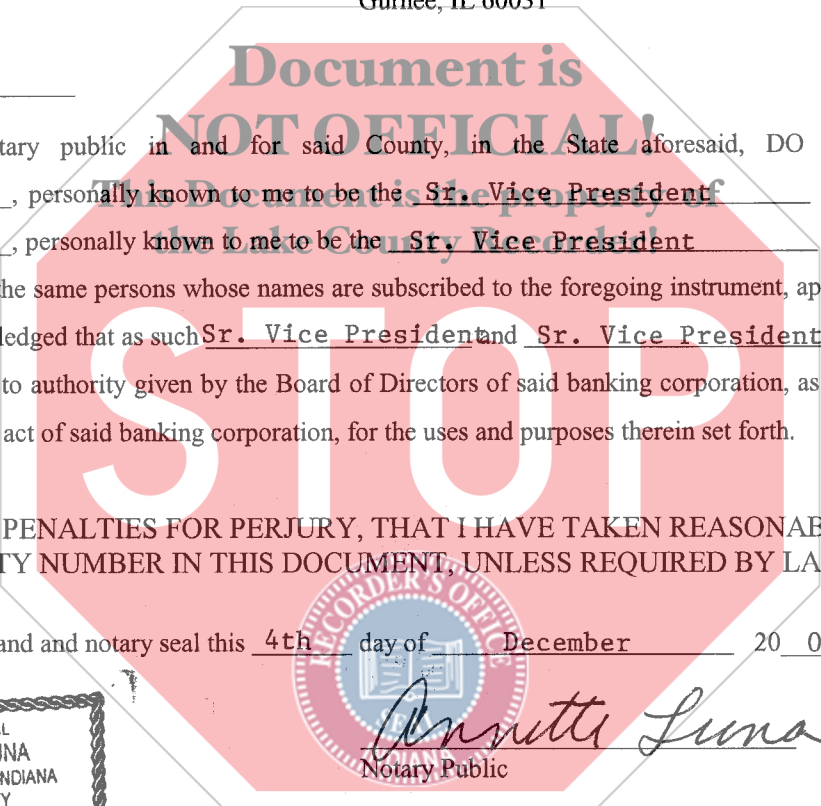 Gurnee, IL 60031
Document is
NOT OFFICIAL!
tary public in and for said County, in the State aforesaid, DO
This Document is the property of
_, personally known to me to be the Sr. Vice President
the Lake County Recorder!
_, personally known to me to be the Sr. Vice President
he same persons whose names are subscribed to the foregoing instrument, ap
ledged that as such Sr. Vice President and Sr. Vice President
STOP
to authority given by the Board of Directors of said banking corporation, as
act of said banking corporation, for the uses and purposes therein set forth.
PENALTIES FOR PERJURY, THAT I HAVE TAKEN REASONAB
TY NUMBER IN THIS DOCUMENT, UNLESS REQUIRED BY LA
RECORDER'S OFFICE
and and notary seal this 4th day of December 20 0
SEAL
INDIANA
Annette Luna
Notary Public
L
UNA
INDIANA
Y